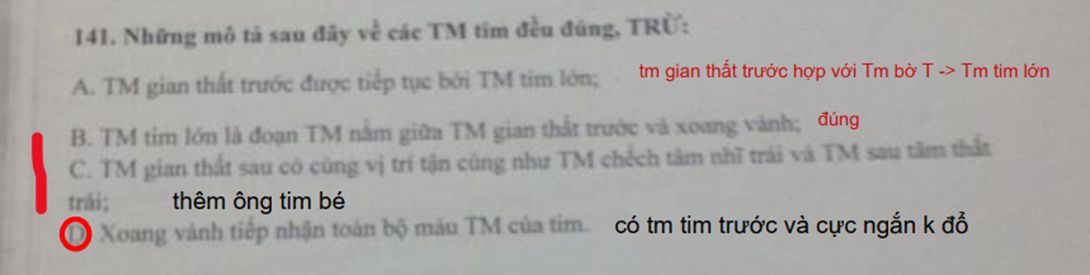 141. Những mô tả sau đây về các TM tim đều đúng, TRỪ:
A. TM gian thất trước được tiếp tục bởi TM tim lớn; tm gian thất trước hợp với Tm bờ T -> Tm tim lớn
B. TM tim lớn là đoạn TM nằm giữa TM gian thất trước và xoang vành; đúng
C. TM gian thất sau có cùng vị trí tận cùng như TM chếch tâm nhĩ trái và TM sau tâm thất
trái; thêm ông tim bé
D. Xoang vành tiếp nhận toàn bộ máu TM của tim. có tm tim trước và cực ngắn k đổ